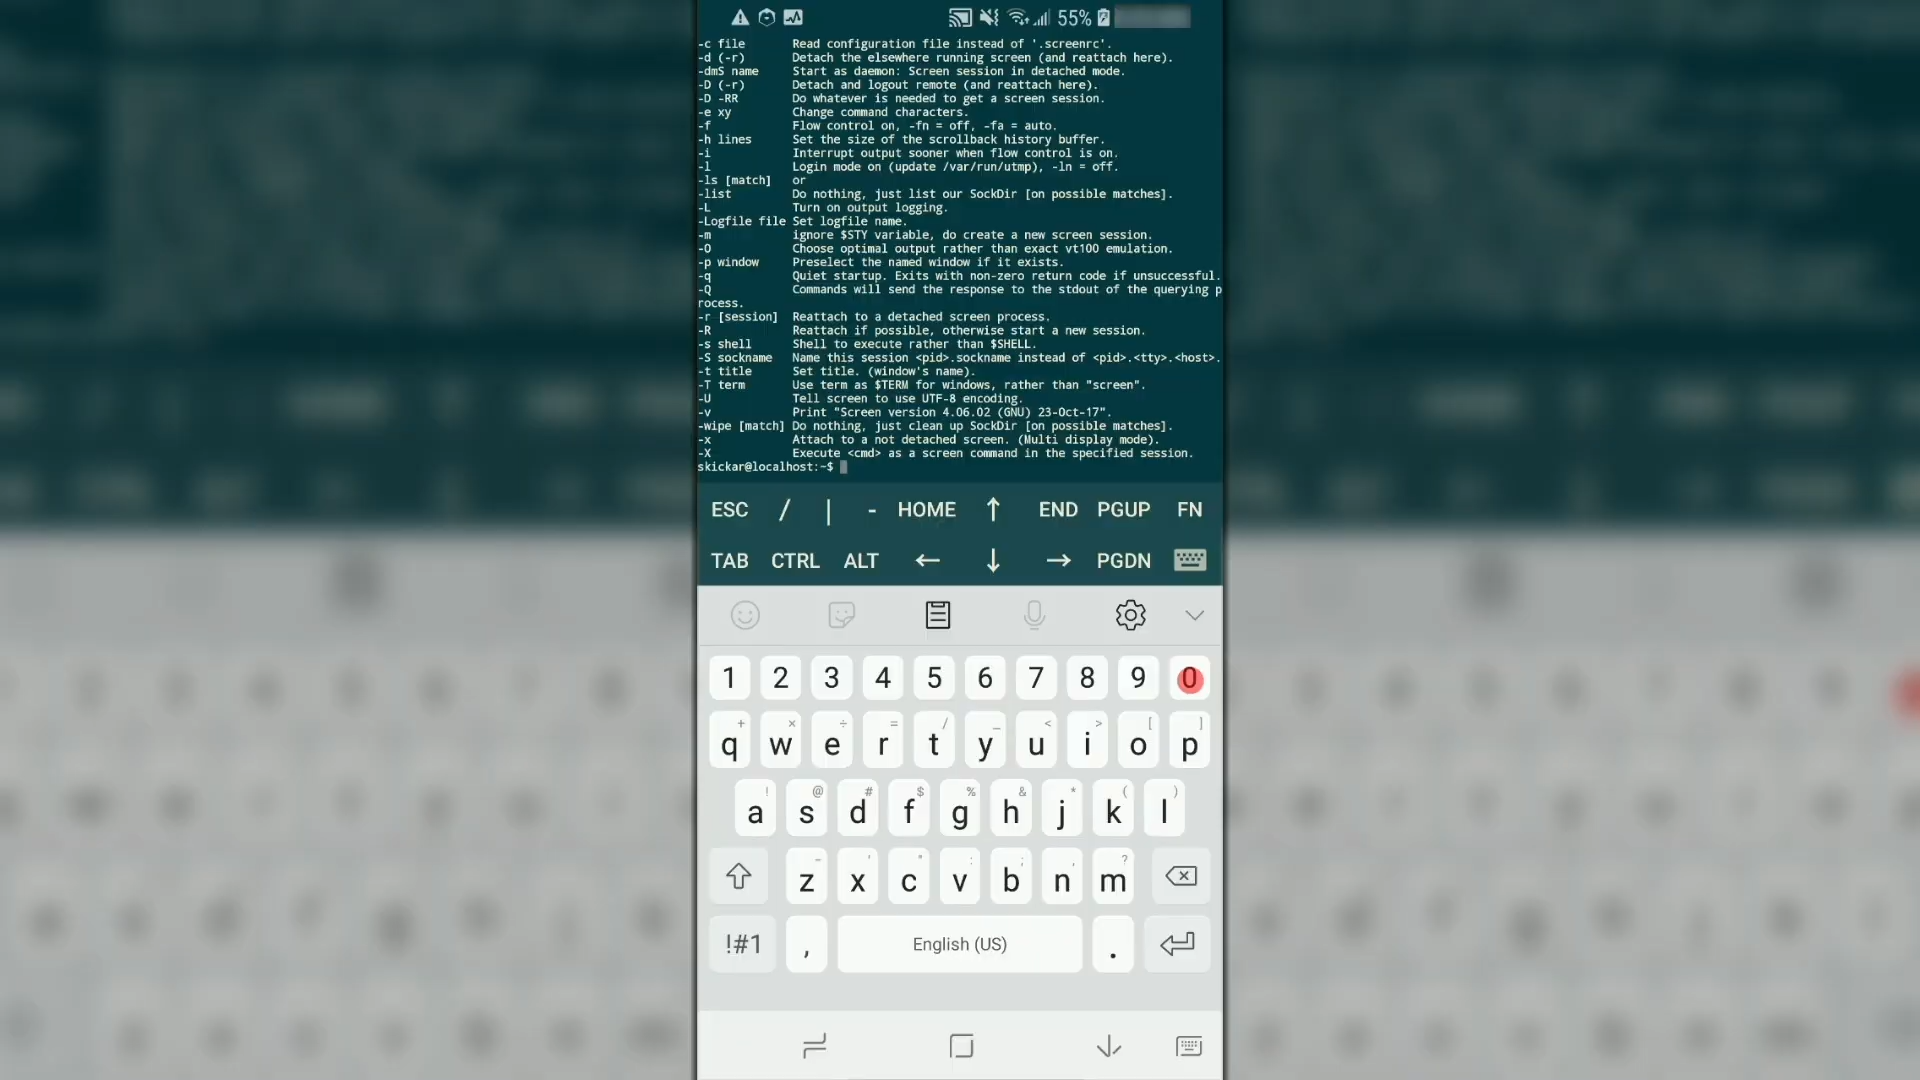 55%
-c file Read configuration file instead of '.screenrc'.
-d (-r) Detach the elsewhere running screen (and reattach here).
-dmS name Start as daemon: Screen session in detached mode.
-D (-r) Detach and logout remote (and reattach here).
-D -RR Do whatever is needed to get a screen session.
-e xy Change command characters.
-f Flow control on, -fn = off, -fa = auto.
-h lines Set the size of the scrollback history buffer.
-i Interrupt output sooner when flow control is on.
-l Login mode on (update /var/run/utmp), -ln = off.
-ls [match] or
-list Do nothing, just list our SockDir [on possible matches].
-L Turn on output logging.
-Logfile file Set logfile name.
-m ignore $STY variable, do create a new screen session.
-O Choose optimal output rather than exact vt100 emulation.
-p window Preselect the named window if it exists.
-q Quiet startup. Exits with non-zero return code if unsuccessful.
-Q Commands will send the response to the stdout of the querying p
rocess.
-r [session] Reattach to a detached screen process.
-R Reattach if possible, otherwise start a new session.
-s shell Shell to execute rather than $SHELL.
-S sockname Name this session <pid>.sockname instead of <pid>.<tty>.<host>.
-t title Set title. (window's name).
-T term Use term as $TERM for windows, rather than "screen".
-U Tell screen to use UTF-8 encoding.
-v Print "Screen version 4.06.02 (GNU) 23-Oct-17".
-wipe [match] Do nothing, just clean up SockDir [on possible matches].
-x Attach to a not detached screen. (Multi display mode).
-X Execute <cmd> as a screen command in the specified session.
skickar@localhost:~$
ESC / | - HOME ↑ END PGUP FN
TAB CTRL ALT ← ↓ → PGDN
1 2 3 4 5 6 7 8 9 0
+ × ÷ = / _ < > [ ]
q w e r t y u i o p
! @ # $ % & * ( )
a s d f g h j k l
- ' " : ; , ?
z x c v b n m
!#1 , English (US) .